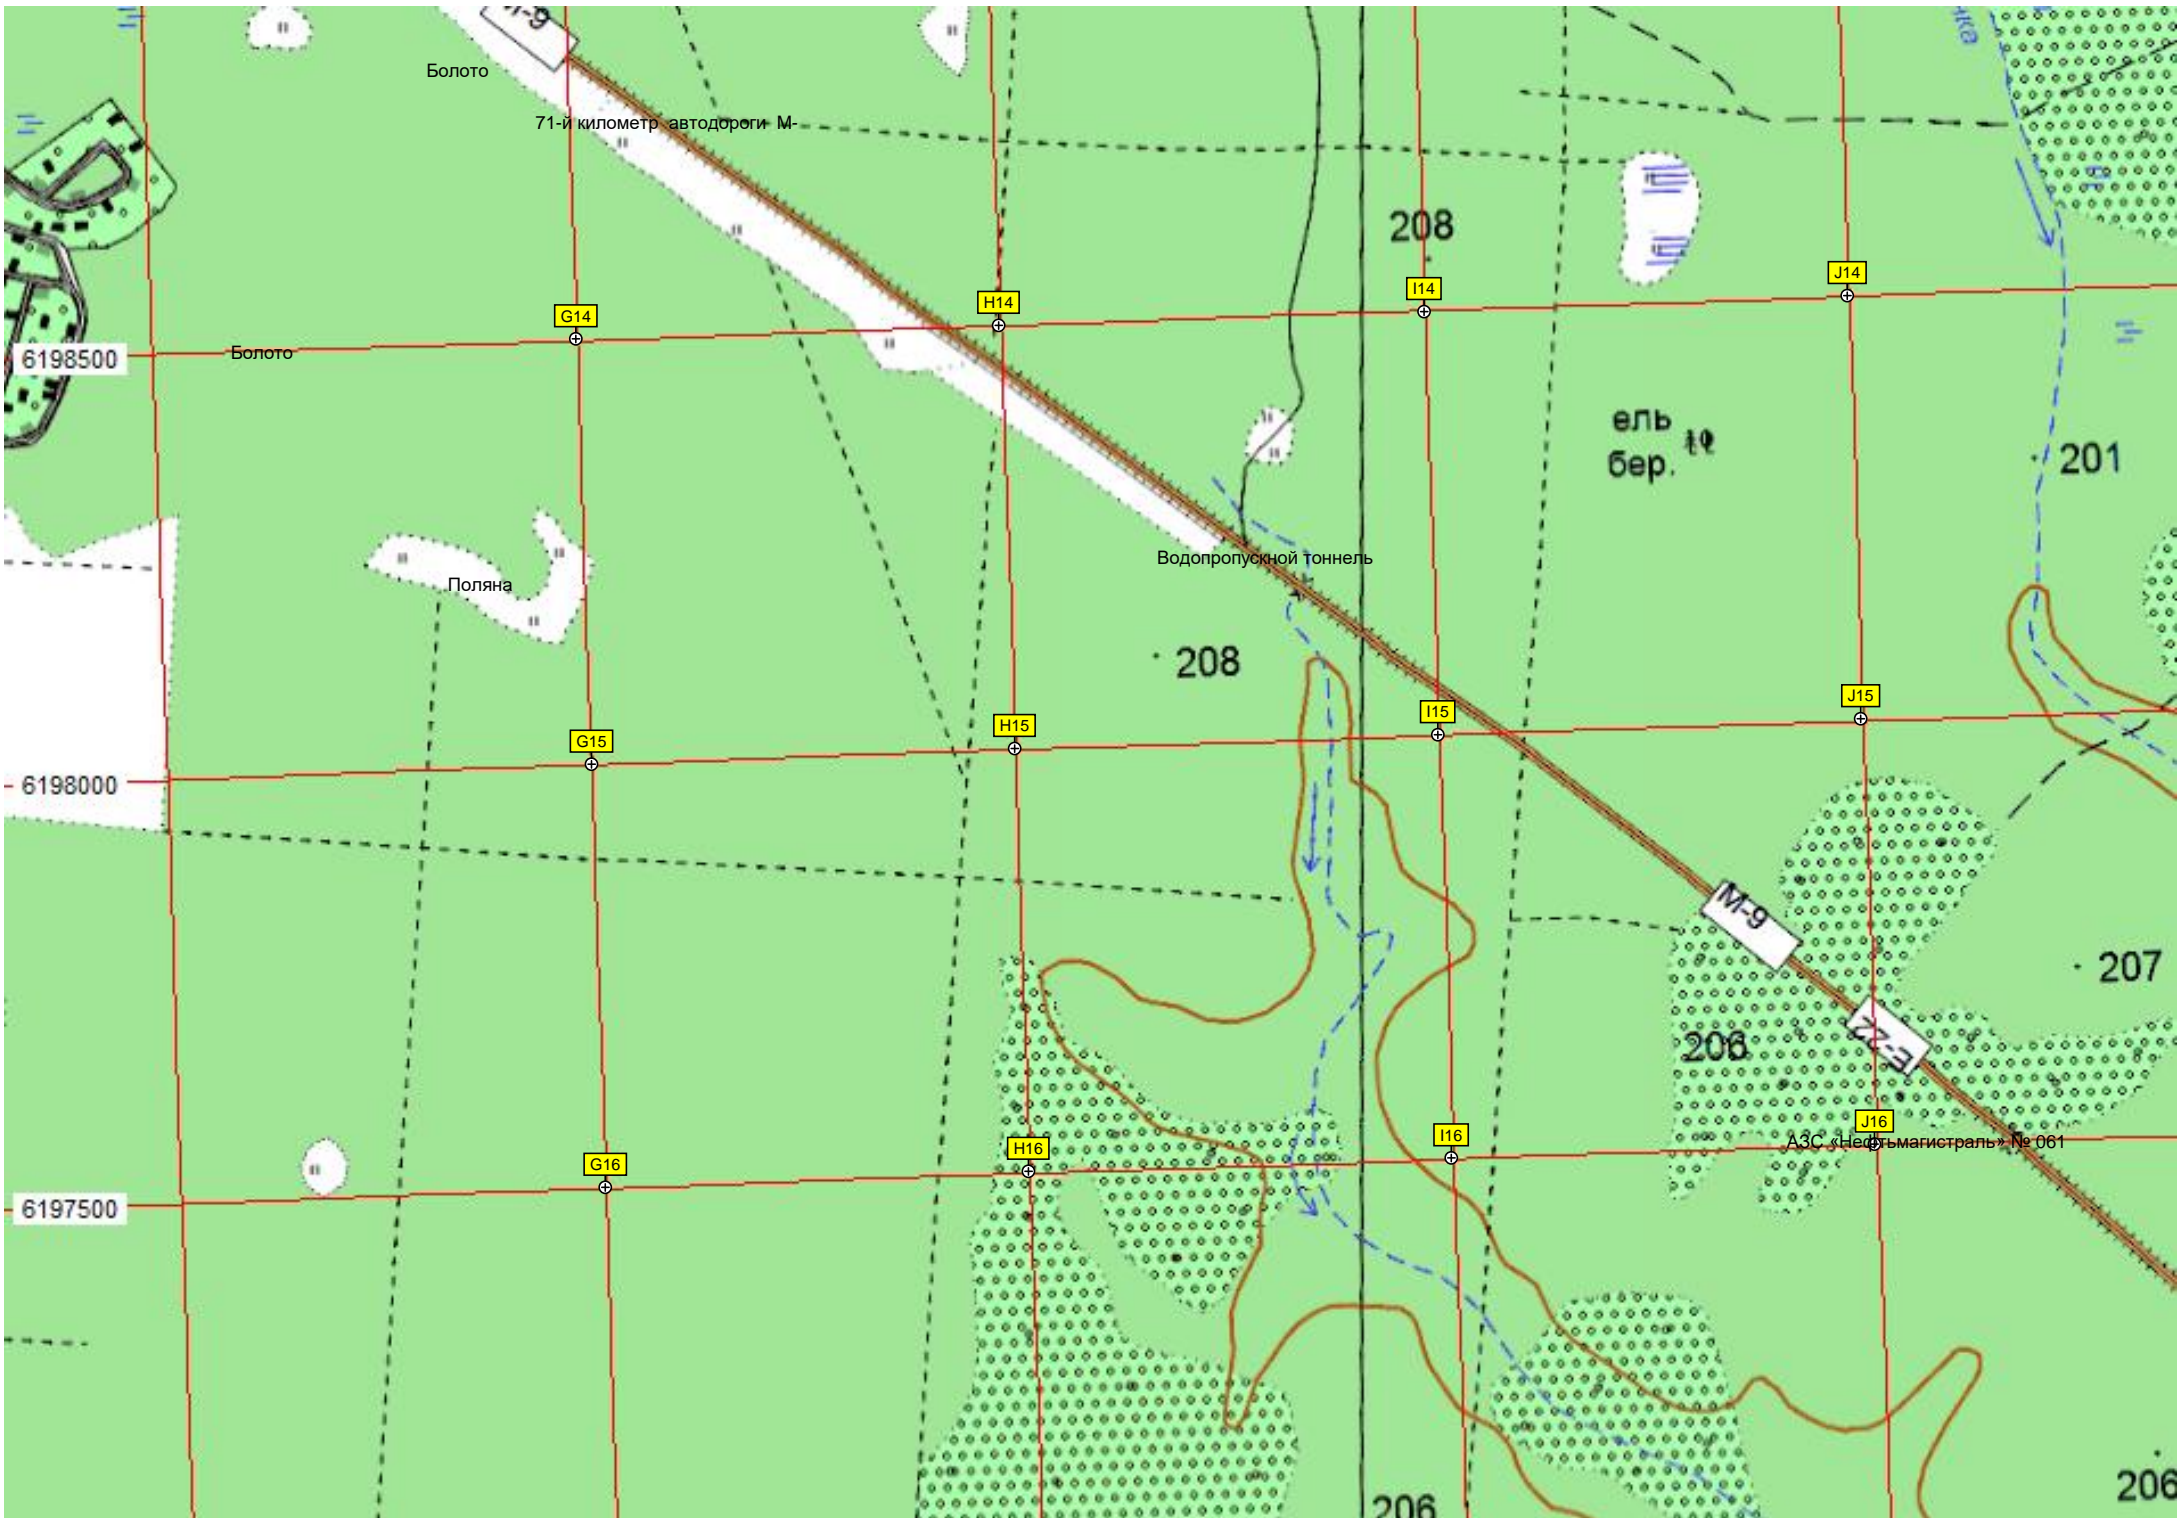 М-9
Болото
71-й километр автодороги М-
208
J14
I14
H14
G14
6198500
Болото
ель
бер.
201
Водопропускной тоннель
Поляна
208
J15
I15
H15
G15
6198000
М-9
207
206
E-22
J16
АЗС «Нефтьмагистраль» № 061
I16
H16
G16
6197500
206
206